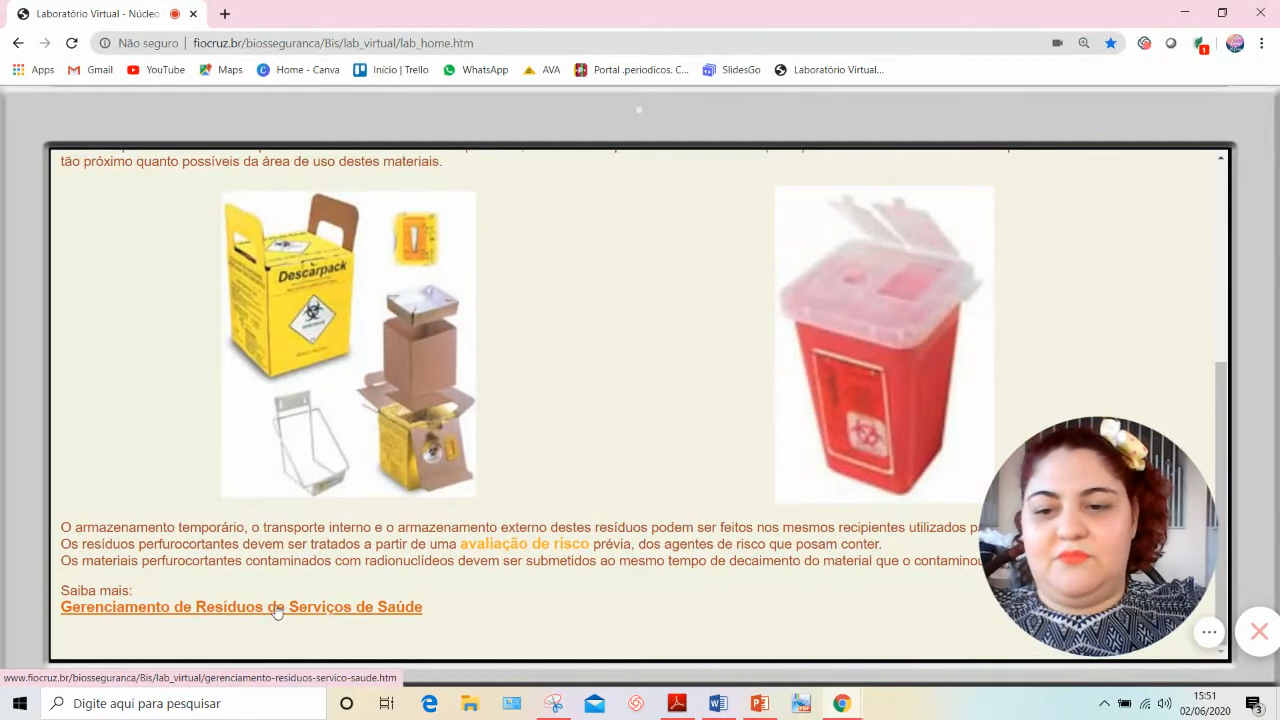 Laboratório Virtual - Núcleo
Não seguro | fiocruz.br/biosseguranca/Bis/lab_virtual/lab_home.htm
Apps Gmail YouTube Maps Home - Canva Início | Trello WhatsApp AVA Portal .periodicos. C... SlidesGo Laboratório Virtual...
tão próximo quanto possíveis da área de uso destes materiais.
Descarpack
O armazenamento temporário, o transporte interno e o armazenamento externo destes resíduos podem ser feitos nos mesmos recipientes utilizados
Os resíduos perfurocortantes devem ser tratados a partir de uma avaliação de risco prévia, dos agentes de risco que posam conter.
Os materiais perfurocortantes contaminados com radionuclídeos devem ser submetidos ao mesmo tempo de decaimento do material que o contaminou
Saiba mais:
Gerenciamento de Resíduos de Serviços de Saúde
www.fiocruz.br/biosseguranca/Bis/lab_virtual/gerenciamento-residuos-servico-saude.htm
Digite aqui para pesquisar
15:51
02/06/2020
3